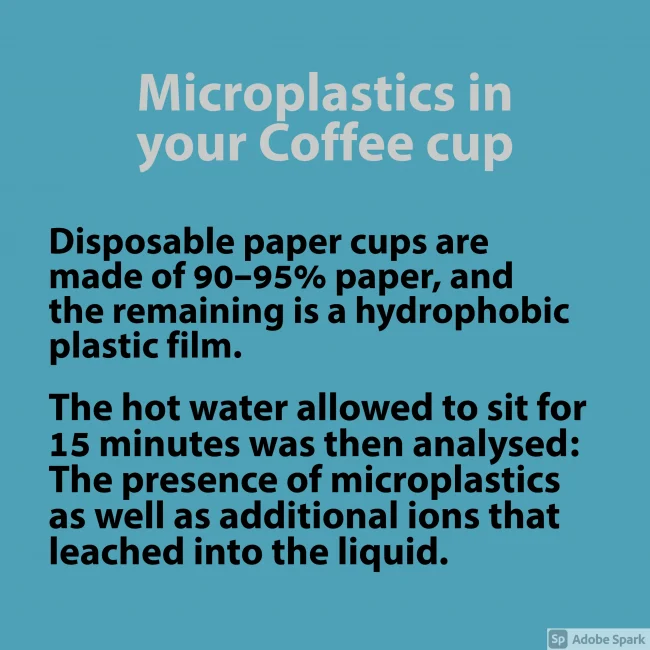 Microplastics in
your Coffee cup
Disposable paper cups are
made of 90–95% paper, and
the remaining is a hydrophobic
plastic film.
The hot water allowed to sit for
15 minutes was then analysed:
The presence of microplastics
as well as additional ions that
leached into the liquid.
Sp Adobe Spark